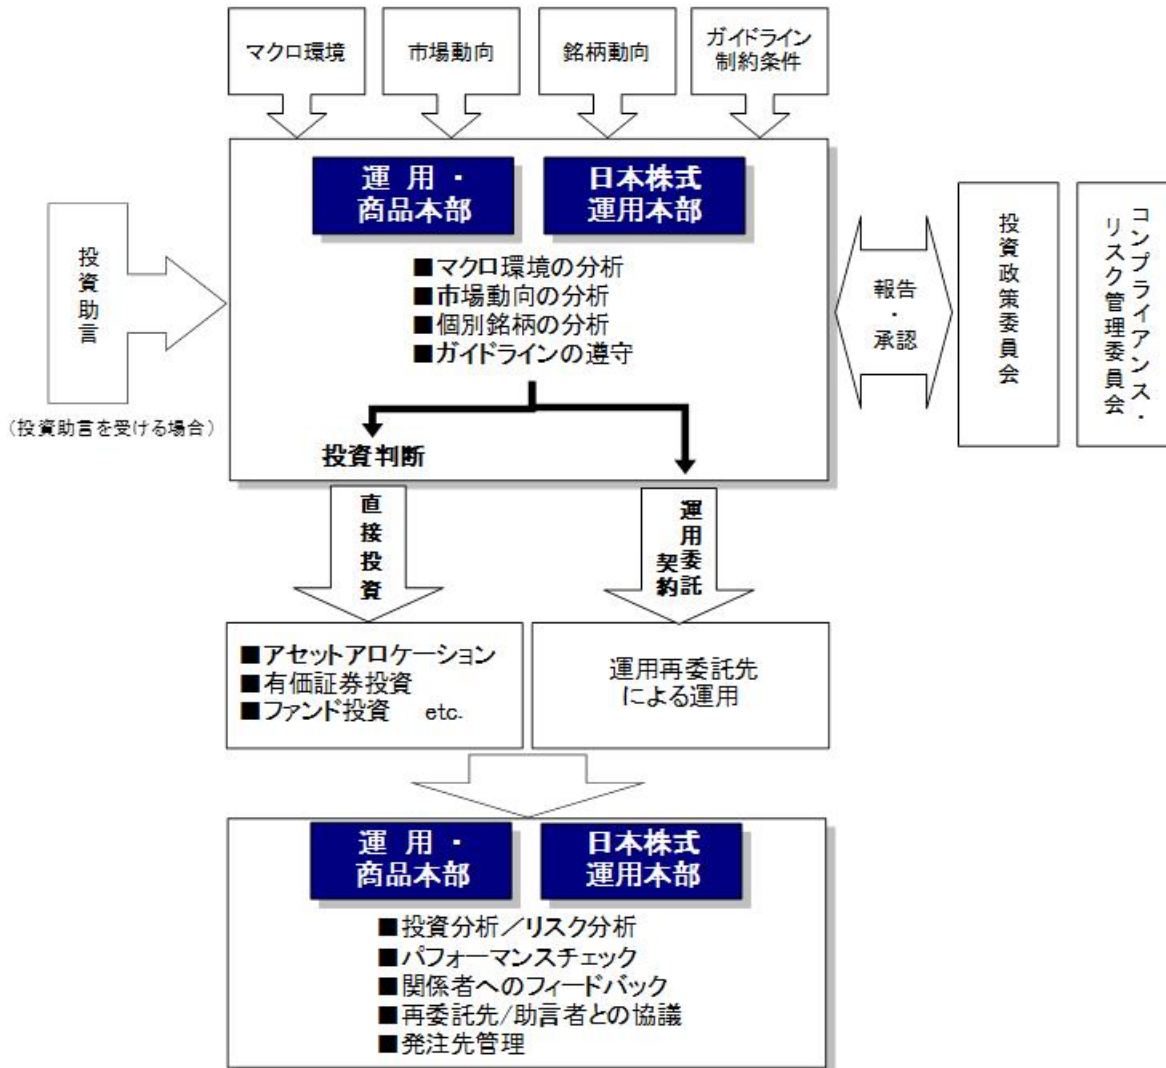 マクロ環境
市場動向
銘柄動向
ガイドライン
制約条件
運 用 ・
商品本部
日本株式
運用本部
■マクロ環境の分析
■市場動向の分析
■個別銘柄の分析
■ガイドラインの遵守
投資助言
(投資助言を受ける場合)
報告
・
承認
投資政策委員会
コンプライアンス・
リスク管理委員会
投資判断
直接投資
運用委託
契約
■アセットアロケーション
■有価証券投資
■ファンド投資 etc.
運用再委託先
による運用
運 用 ・
商品本部
日本株式
運用本部
■投資分析／リスク分析
■パフォーマンスチェック
■関係者へのフィードバック
■再委託先/助言者との協議
■発注先管理